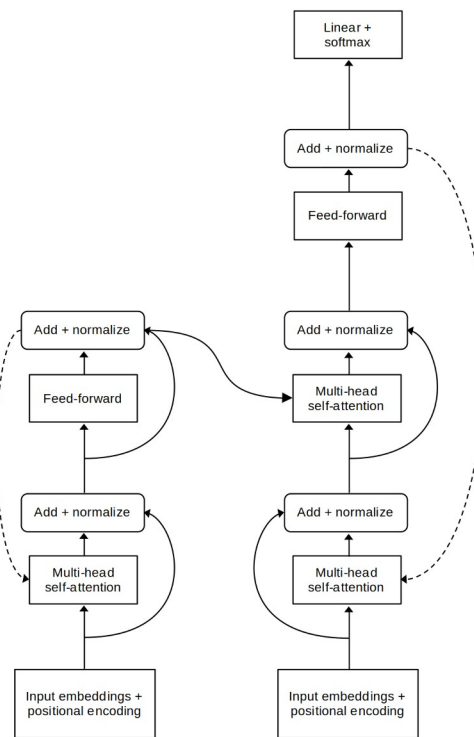 Linear +
softmax
Add + normalize
Feed-forward
Add + normalize
Add + normalize
Feed-forward
Multi-head
self-attention
Add + normalize
Add + normalize
Multi-head
self-attention
Multi-head
self-attention
Input embeddings +
positional encoding
Input embeddings +
positional encoding